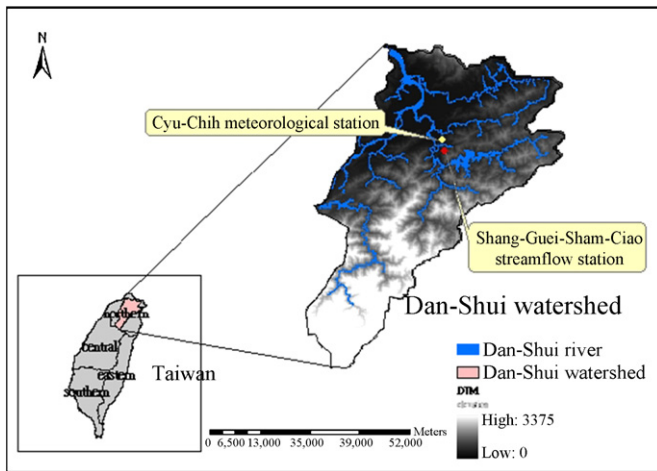 N
Cyu-Chih meteorological station
Shang-Guei-Sham-Ciao
streamflow station
Dan-Shui watershed
northern
central
eastern
southern
Taiwan
Dan-Shui river
Dan-Shui watershed
DTM
High: 3375
Low: 0
Meters
0 6,500 13,000 35,000 39,000 52,000